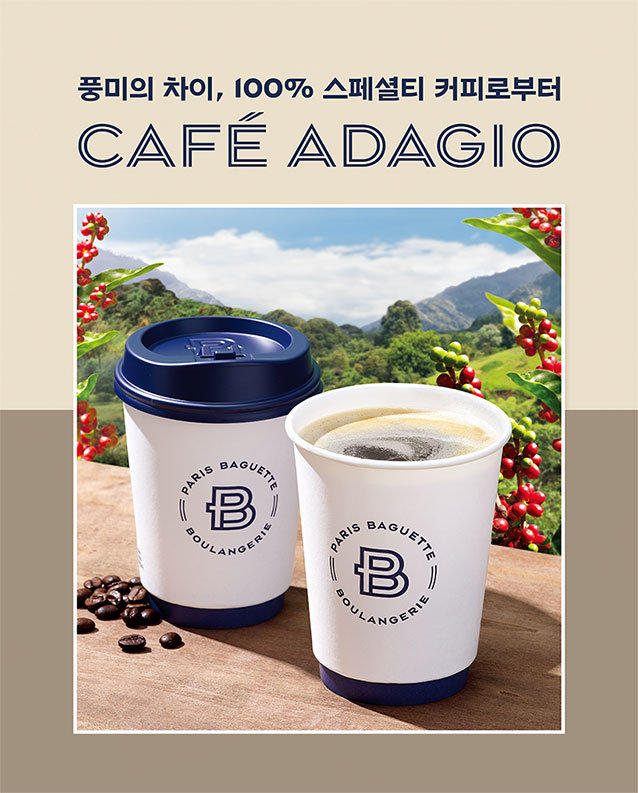 풍미의 차이, 100% 스페셜티 커피로부터
CAFÉ ADAGIO
PARIS BAGUETTE
B
BOULANGERIE
PARIS BAGUETTE
B
BOULANGERIE